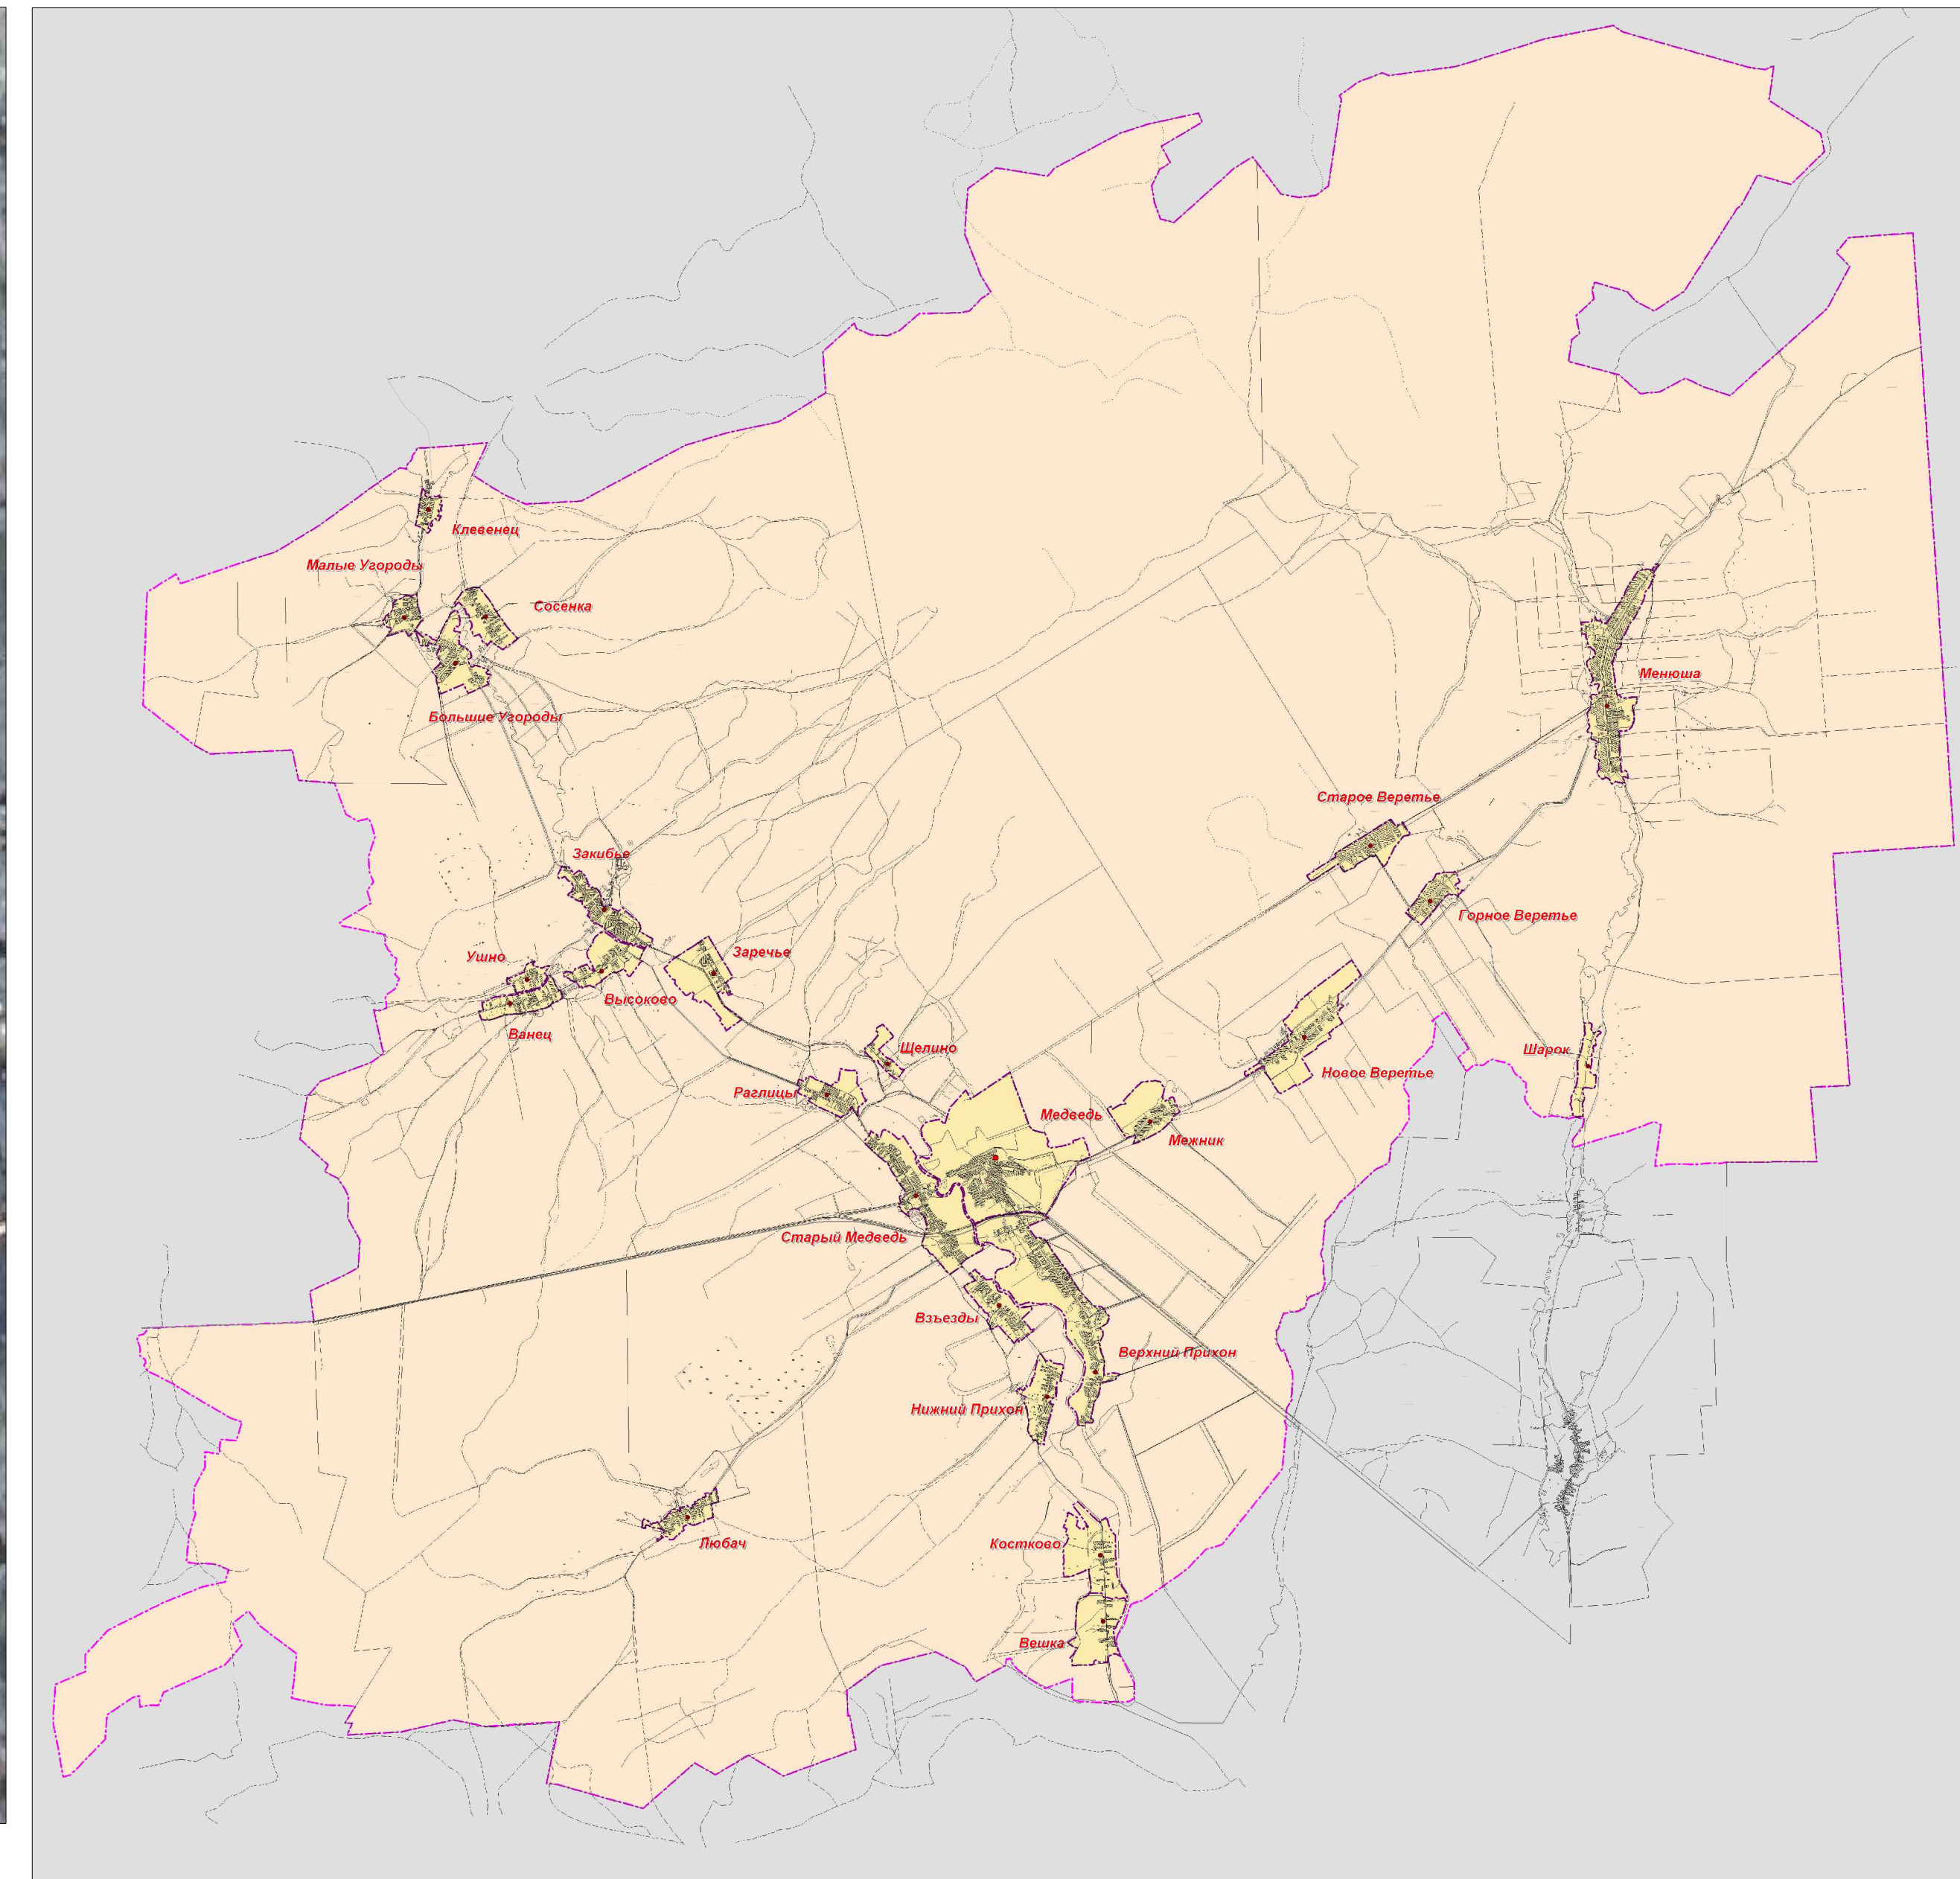 Клевенец
Малые Угороды
Сосенка
Менюша
Большие Угороды
Старое Веретье
Закибье
Горное Веретье
Заречье
Ушно
Высоково
Ванец
Щелино
Шарок
Новое Веретье
Раглицы
Медведь
Межник
Старый Медведь
Взъезды
Верхний Прихон
Нижний Прихон
Любач
Костково
Вешка